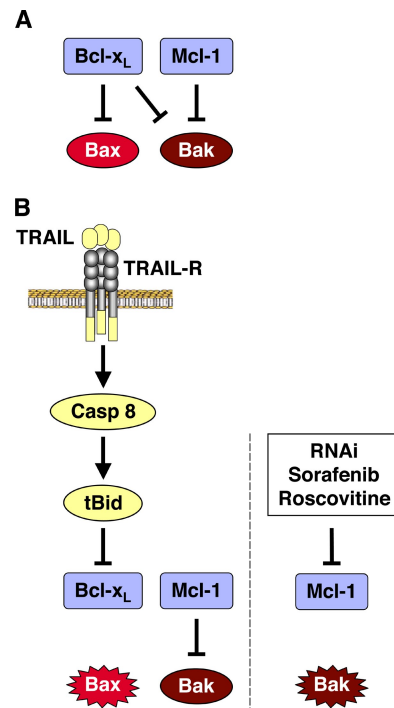 A
Bcl-xL Mcl-1
Bax Bak
B
TRAIL
TRAIL-R
Casp 8
RNAi
Sorafenib
Roscovitine
tBid
Bcl-xL Mcl-1 Mcl-1
Bax Bak Bak